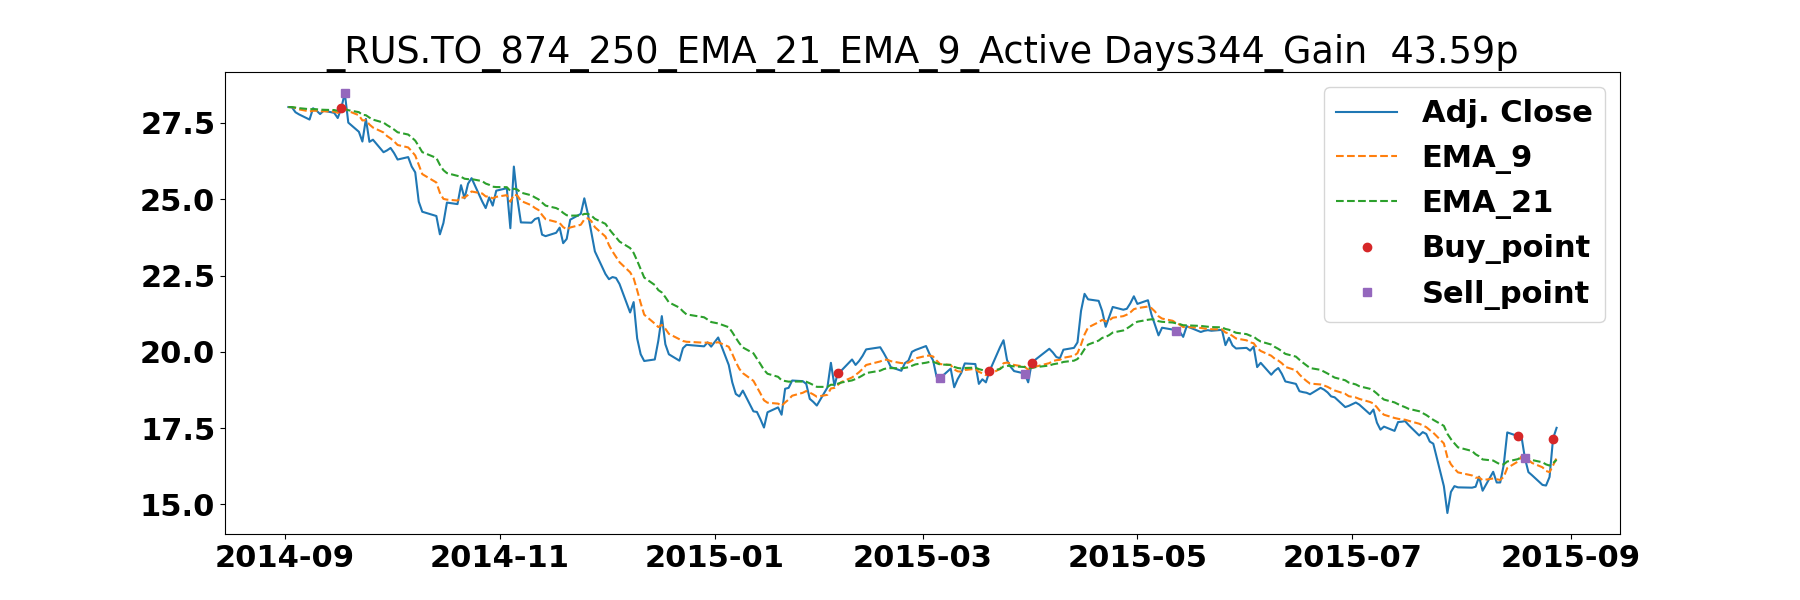 _RUS.TO_874_250_EMA_21_EMA_9_Active Days344_Gain  43.59p
27.5
25.0
22.5
20.0
17.5
15.0
Adj. Close
EMA_9
EMA_21
Buy_point
Sell_point
2014-09 2014-11 2015-01 2015-03 2015-05 2015-07 2015-09